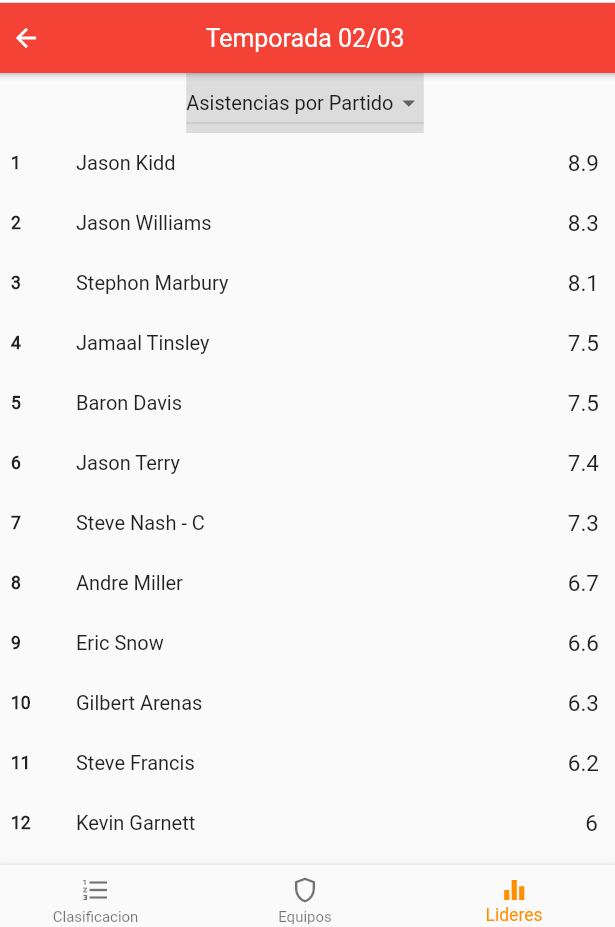 Temporada 02/03
Asistencias por Partido
1 Jason Kidd 8.9
2 Jason Williams 8.3
3 Stephon Marbury 8.1
4 Jamaal Tinsley 7.5
5 Baron Davis 7.5
6 Jason Terry 7.4
7 Steve Nash - C 7.3
8 Andre Miller 6.7
9 Eric Snow 6.6
10 Gilbert Arenas 6.3
11 Steve Francis 6.2
12 Kevin Garnett 6
Clasificacion Equipos Lideres